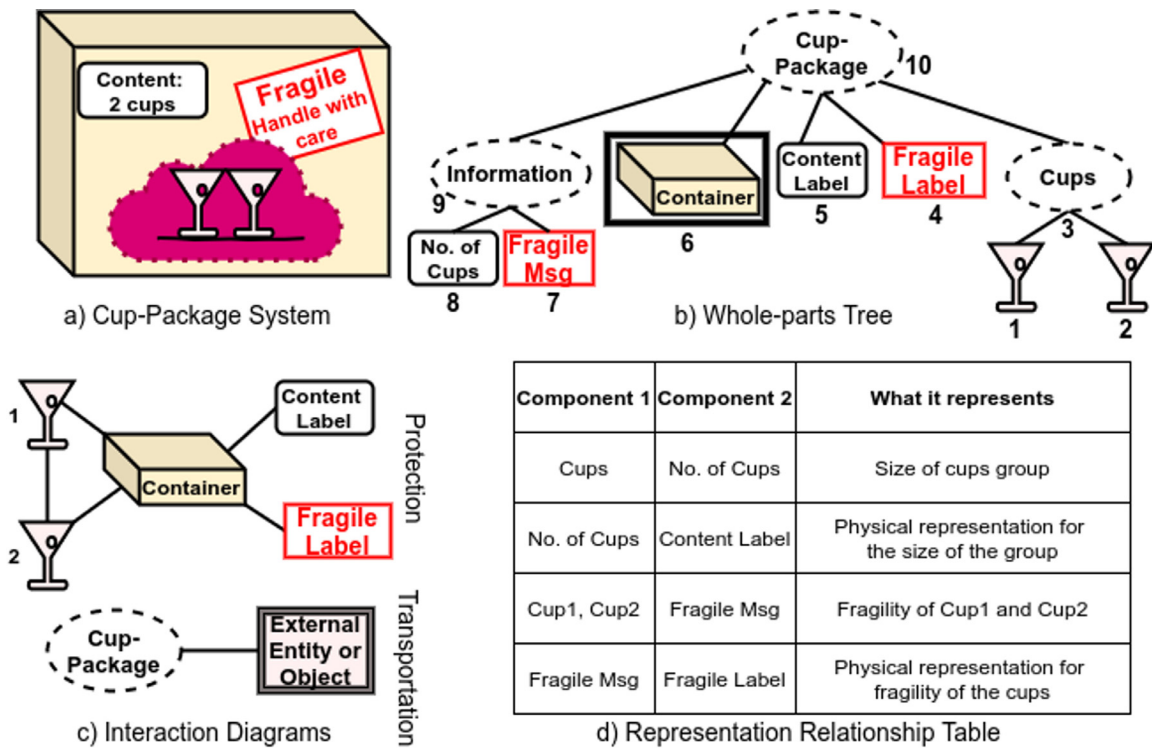 Content:
2 cups
Fragile
Handle with
care
a) Cup-Package System
Cup-
Package
10
Information
9
No. of
Cups
8
Fragile
Msg
7
Container
6
Content
Label
5
Fragile
Label
4
Cups
3
1
2
b) Whole-parts Tree
1
2
Container
Content
Label
Fragile
Label
Protection
Cup-
Package
External
Entity or
Object
Transportation
c) Interaction Diagrams
Component 1 Component 2 What it represents
Cups No. of Cups Size of cups group
No. of Cups Content Label Physical representation for
the size of the group
Cup1, Cup2 Fragile Msg Fragility of Cup1 and Cup2
Fragile Msg Fragile Label Physical representation for
fragility of the cups
d) Representation Relationship Table